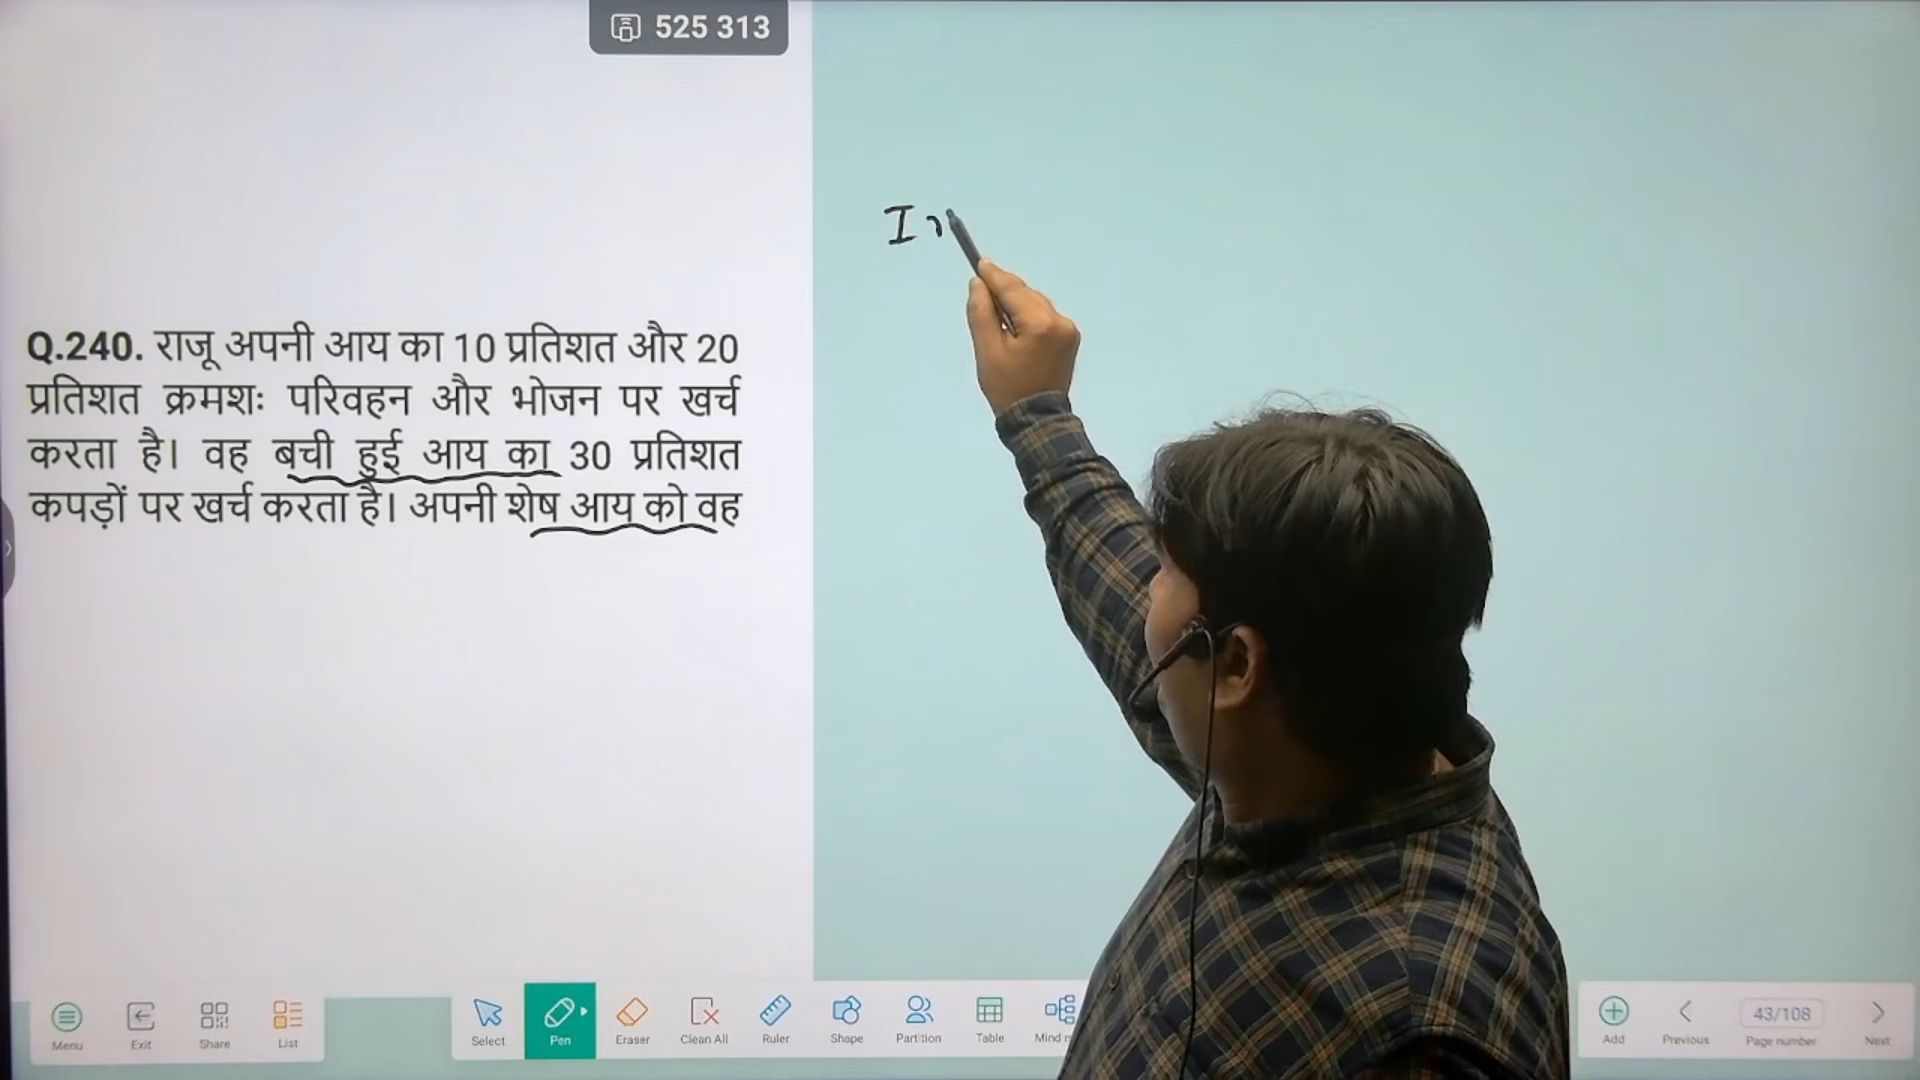 525 313
I
Q.240. राजू अपनी आय का 10 प्रतिशत और 20
प्रतिशत क्रमशः परिवहन और भोजन पर खर्च
करता है। वह बची हुई आय का 30 प्रतिशत
कपड़ों पर खर्च करता है। अपनी शेष आय को वह
Menu Exit Share List Select Pen Eraser Clean All Ruler Shape Partition Table Mind Add Previous 43/108 Page number Next